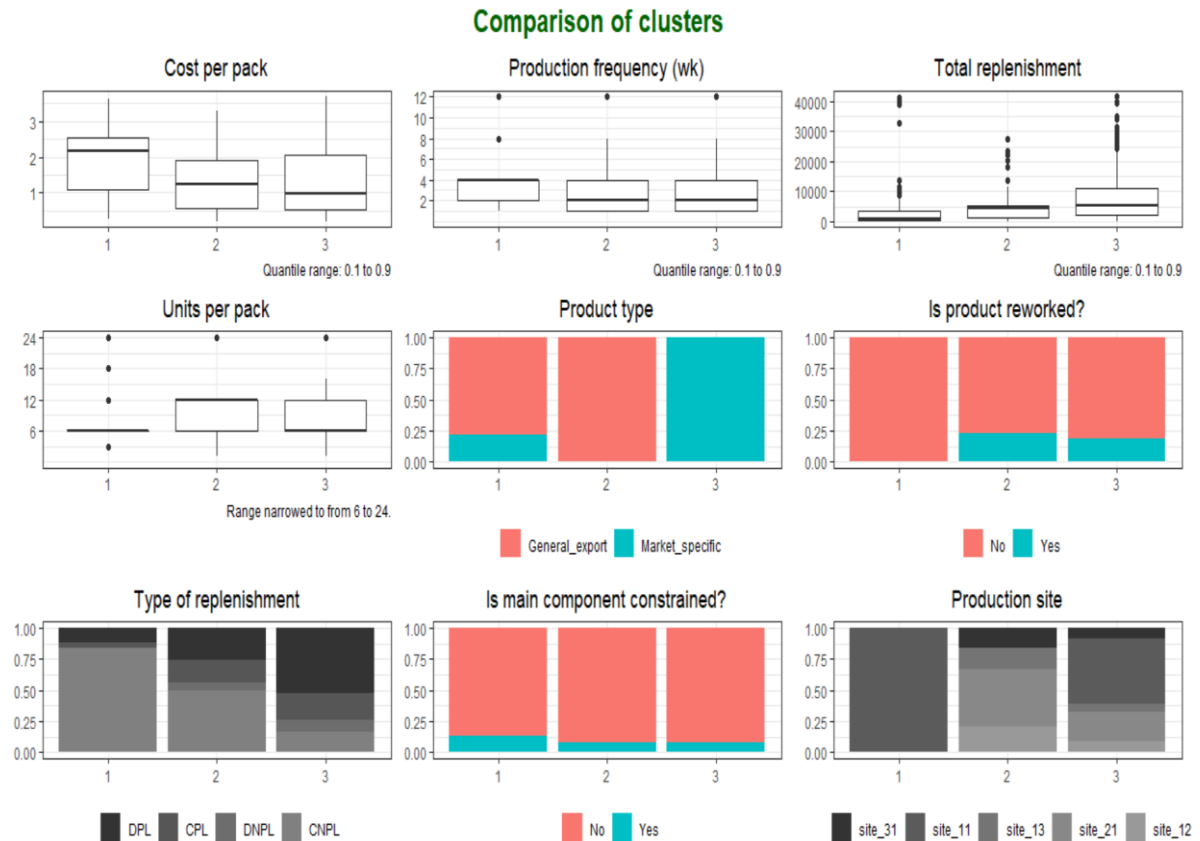 Comparison of clusters
Cost per pack
3
2
1
1 2 3
Quantile range: 0.1 to 0.9
Production frequency (wk)
12
10
8
6
4
2
1 2 3
Quantile range: 0.1 to 0.9
Total replenishment
40000
30000
20000
10000
0
1 2 3
Quantile range: 0.1 to 0.9
Units per pack
24
18
12
6
1 2 3
Range narrowed to from 6 to 24.
Product type
1.00
0.75
0.50
0.25
0.00
1 2 3
General_export Market_specific
Is product reworked?
1.00
0.75
0.50
0.25
0.00
1 2 3
No Yes
Type of replenishment
1.00
0.75
0.50
0.25
0.00
1 2 3
DPL CPL DNPL CNPL
Is main component constrained?
1.00
0.75
0.50
0.25
0.00
1 2 3
No Yes
Production site
1.00
0.75
0.50
0.25
0.00
1 2 3
site_31 site_11 site_13 site_21 site_12